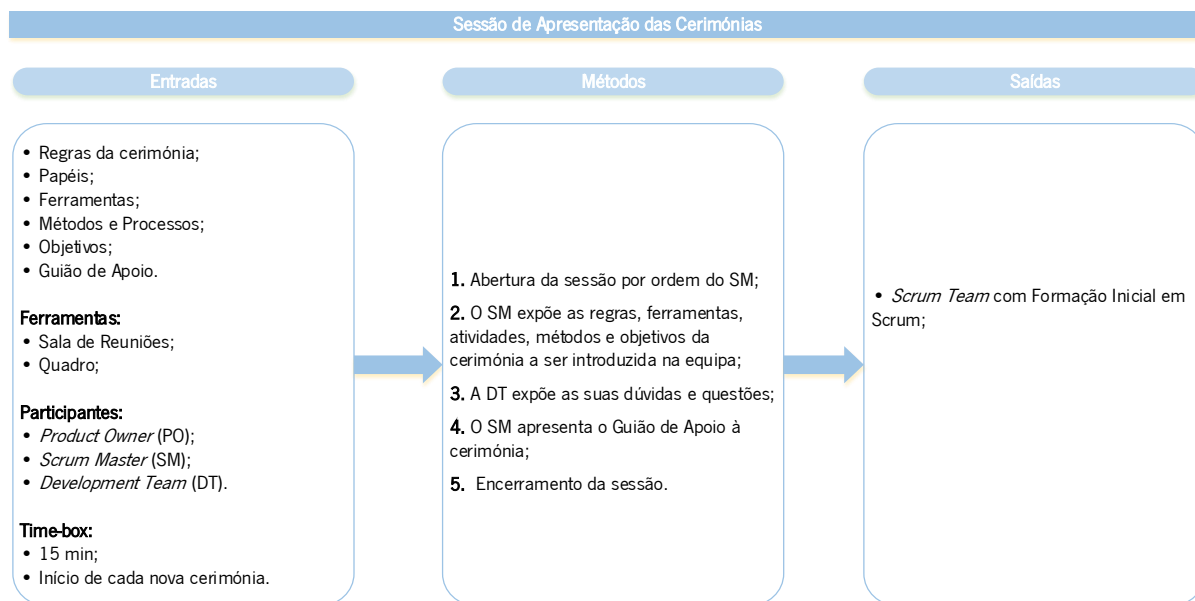 Sessão de Apresentação das Cerimónias
Entradas
• Regras da cerimónia;
• Papéis;
• Ferramentas;
• Métodos e Processos;
• Objetivos;
• Guião de Apoio.
Ferramentas:
• Sala de Reuniões;
• Quadro;
Participantes:
• Product Owner (PO);
• Scrum Master (SM);
• Development Team (DT).
Time-box:
• 15 min;
• Início de cada nova cerimónia.
Métodos
1. Abertura da sessão por ordem do SM;
2. O SM expõe as regras, ferramentas,
atividades, métodos e objetivos da
cerimónia a ser introduzida na equipa;
3. A DT expõe as suas dúvidas e questões;
4. O SM apresenta o Guião de Apoio à
cerimónia;
5. Encerramento da sessão.
Saídas
• Scrum Team com Formação Inicial em
Scrum;